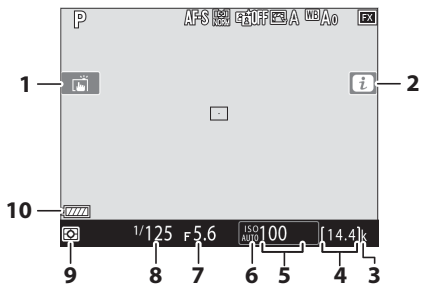 P AF-S OFF A WB A0 FX
1 i 2
10
1/125 F5.6 ISO AUTO 100 [14.4]k
9 8 7 6 5 4 3